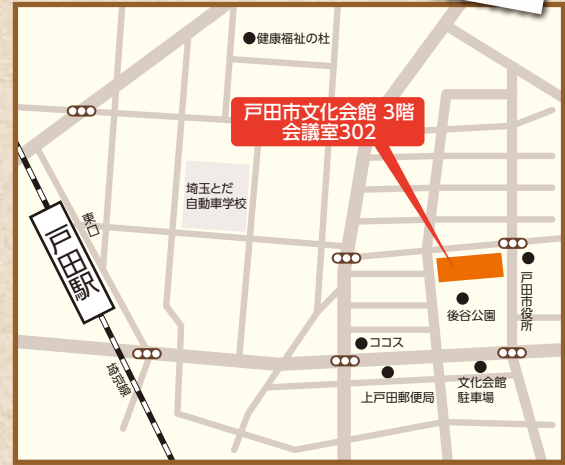 健康福祉の杜
戸田市文化会館 3階
会議室302
埼玉とだ
自動車学校
東口
戸田駅
埼京線
戸田市役所
後谷公園
ココス
上戸田郵便局
文化会館
駐車場